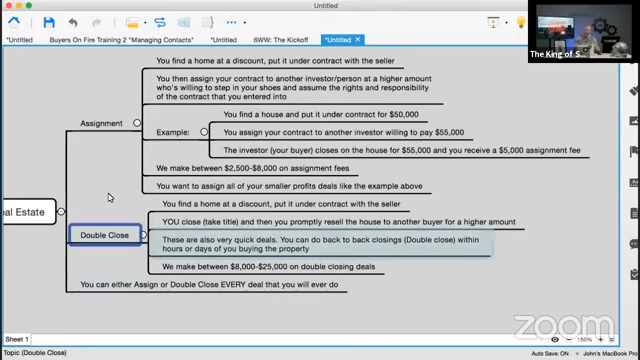 Untitled
*Untitled
Buyers On Fire Training 2 "Managing Contacts"
*Untitled
6WW: The Kickoff
*Untitled
The King of S...
You find a home at a discount, put it under contract with the seller
You then assign your contract to another investor/person at a higher amount
who's willing to step in your shoes and assume the rights and responsibility
of the contract that you entered into
Assignment
You find a house and put it under contract for $50,000
Example:
You assign your contract to another investor willing to pay $55,000
The investor (your buyer) closes on the house for $55,000 and you receive a $5,000 assignment fee
We make between $2,500-$8,000 on assignment fees
You want to assign all of your smaller profits deals like the example above
eal Estate
You find a home at a discount, put it under contract with the seller
YOU close (take title) and then you promptly resell the house to another buyer for a higher amount
Double Close
These are also very quick deals. You can do back to back closings (Double close) within
hours or days of you buying the property
We make between $8,000-$25,000 on double closing deals
You can either Assign or Double Close EVERY deal that you will ever do
zoom
Sheet 1
150%
Topic (Double Close)
Auto Save: ON
John's MacBook Pro